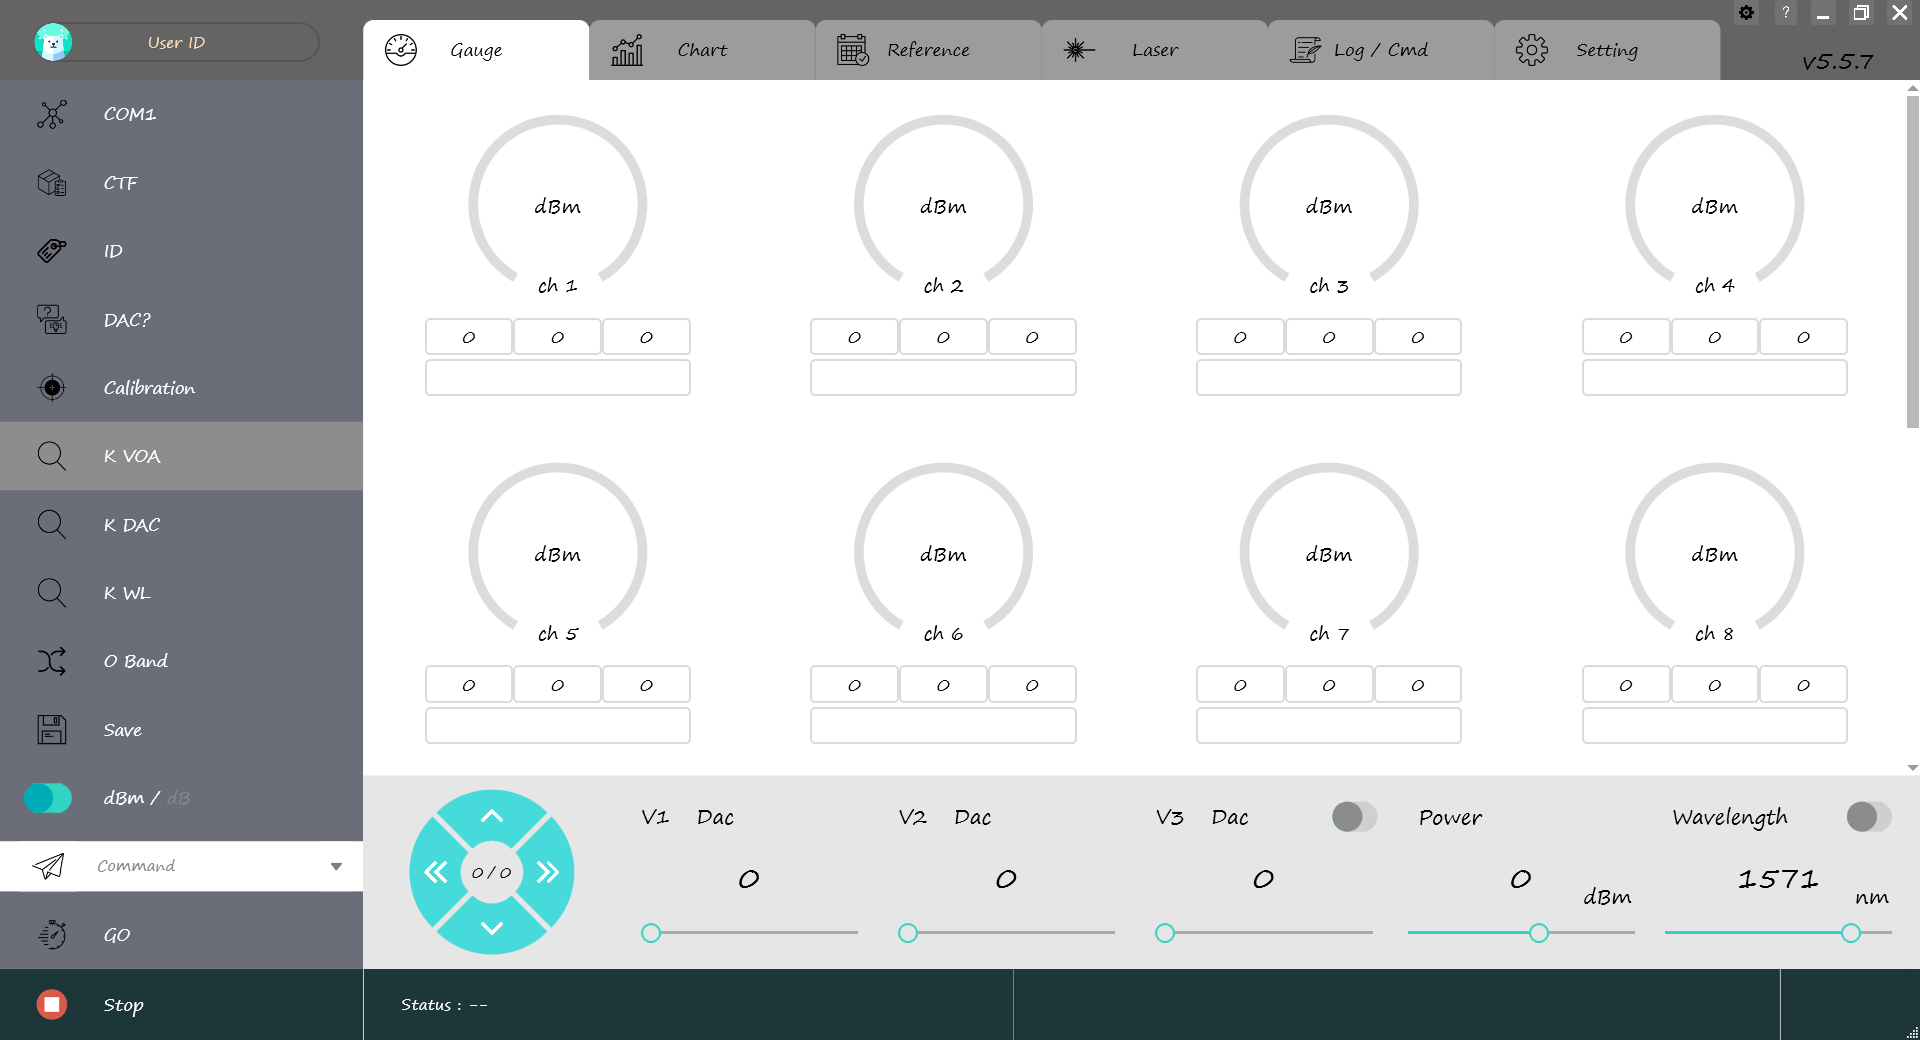 User ID
Gauge
Chart
Reference
Laser
Log / Cmd
Setting
?
v5.5.7
COM1
CTF
ID
DAC?
Calibration
K VOA
K DAC
K WL
O Band
Save
dBm / dB
Command
GO
Stop
dBm
ch 1
0 0 0
dBm
ch 2
0 0 0
dBm
ch 3
0 0 0
dBm
ch 4
0 0 0
dBm
ch 5
0 0 0
dBm
ch 6
0 0 0
dBm
ch 7
0 0 0
dBm
ch 8
0 0 0
0 / 0
V1 Dac
0
V2 Dac
0
V3 Dac
0
Power
0 dBm
Wavelength
1571 nm
Status : --